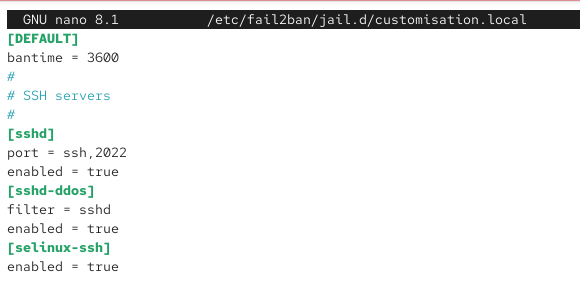 GNU nano 8.1 /etc/fail2ban/jail.d/customisation.local
[DEFAULT]
bantime = 3600
#
# SSH servers
#
[sshd]
port = ssh,2022
enabled = true
[sshd-ddos]
filter = sshd
enabled = true
[selinux-ssh]
enabled = true